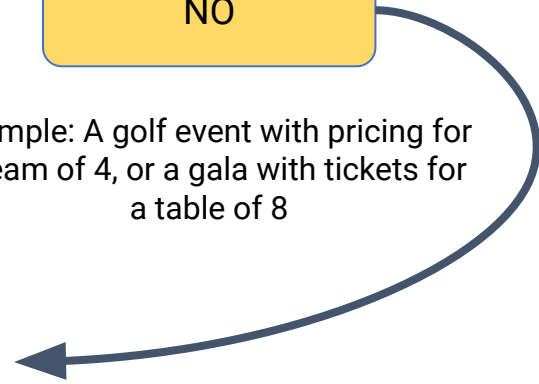 NO
mple: A golf event with pricing for
eam of 4, or a gala with tickets for
a table of 8